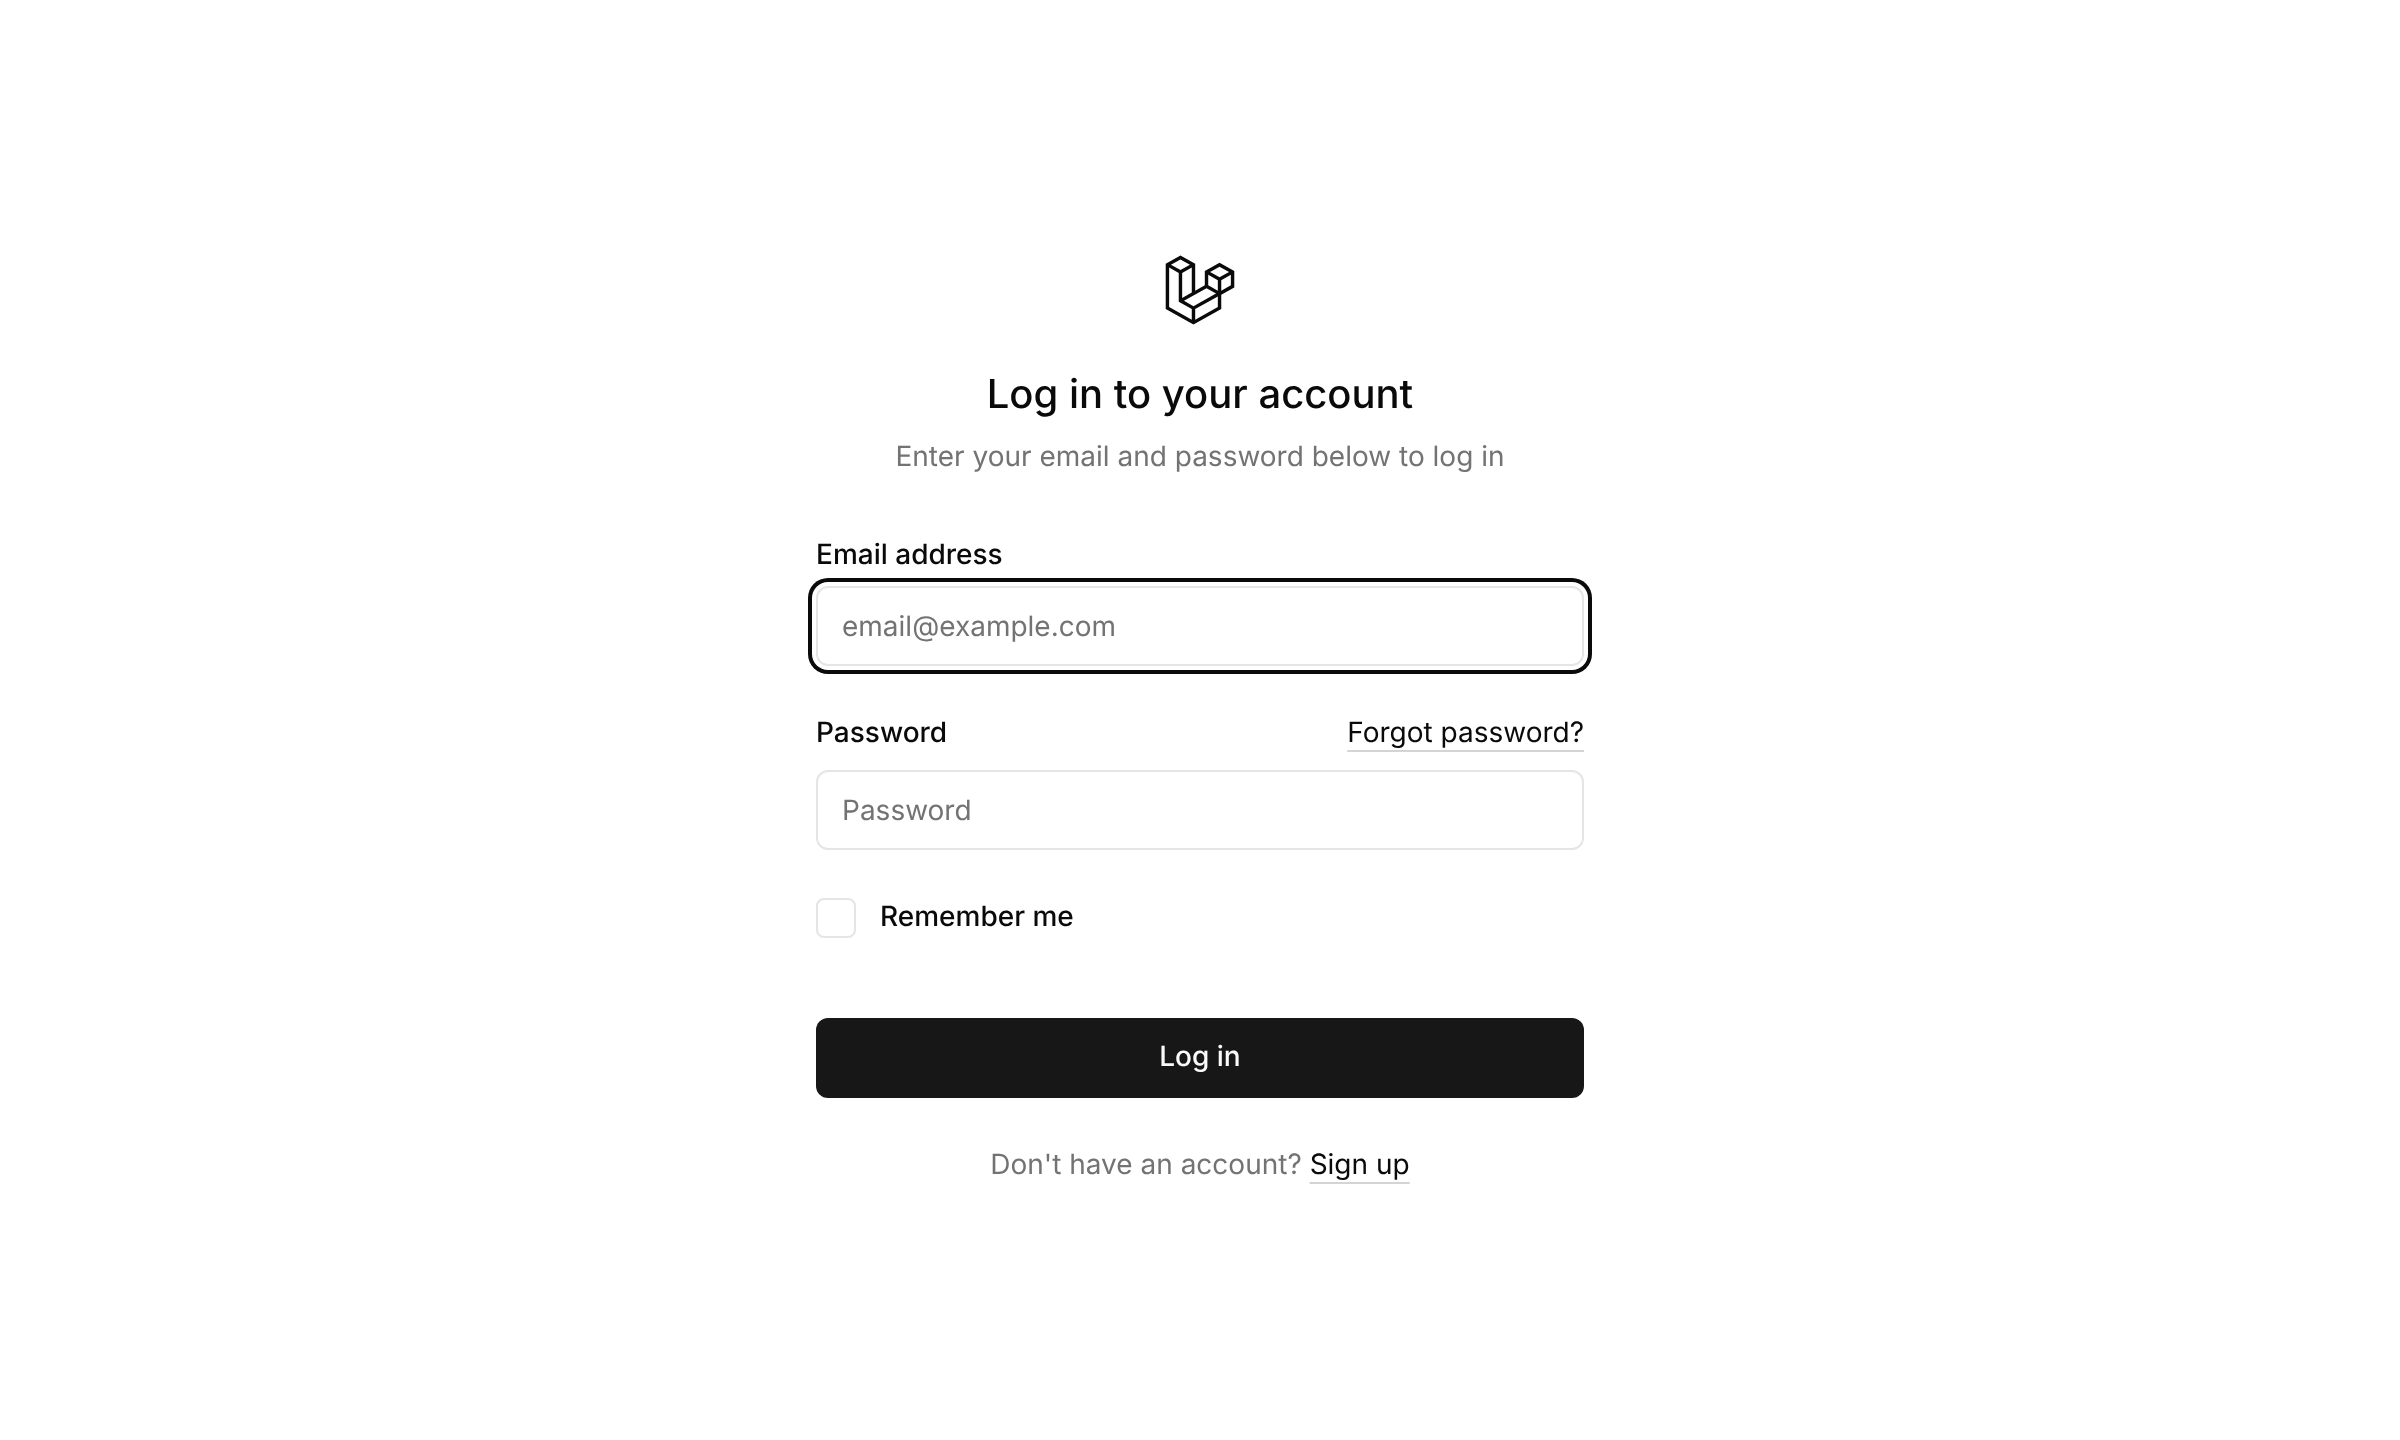 Log in to your account
Enter your email and password below to log in
Email address
email@example.com
Password Forgot password?
Password
Remember me
Log in
Don't have an account? Sign up